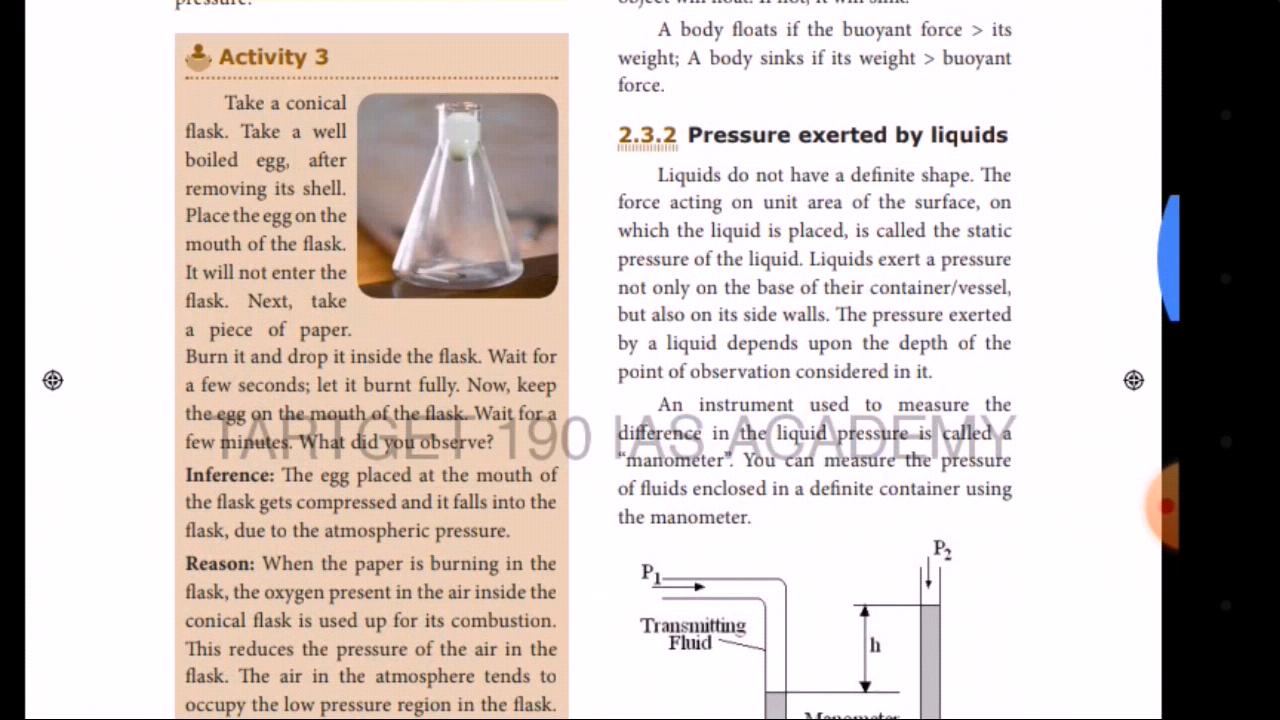 pressure.
Activity 3
Take a conical
flask. Take a well
boiled egg, after
removing its shell.
Place the egg on the
mouth of the flask.
It will not enter the
flask. Next, take
a piece of paper.
Burn it and drop it inside the flask. Wait for
a few seconds; let it burnt fully. Now, keep
the egg on the mouth of the flask. Wait for a
few minutes. What did you observe?
Inference: The egg placed at the mouth of
the flask gets compressed and it falls into the
flask, due to the atmospheric pressure.
Reason: When the paper is burning in the
flask, the oxygen present in the air inside the
conical flask is used up for its combustion.
This reduces the pressure of the air in the
flask. The air in the atmosphere tends to
occupy the low pressure region in the flask.
object will float. If not, it will sink.
A body floats if the buoyant force > its
weight; A body sinks if its weight > buoyant
force.
2.3.2 Pressure exerted by liquids
Liquids do not have a definite shape. The
force acting on unit area of the surface, on
which the liquid is placed, is called the static
pressure of the liquid. Liquids exert a pressure
not only on the base of their container/vessel,
but also on its side walls. The pressure exerted
by a liquid depends upon the depth of the
point of observation considered in it.
An instrument used to measure the
difference in the liquid pressure is called a
“manometer”. You can measure the pressure
of fluids enclosed in a definite container using
the manometer.
P2
P1
Transmitting
Fluid
h
Manometer
TARTGET 190 IAS ACADEMY